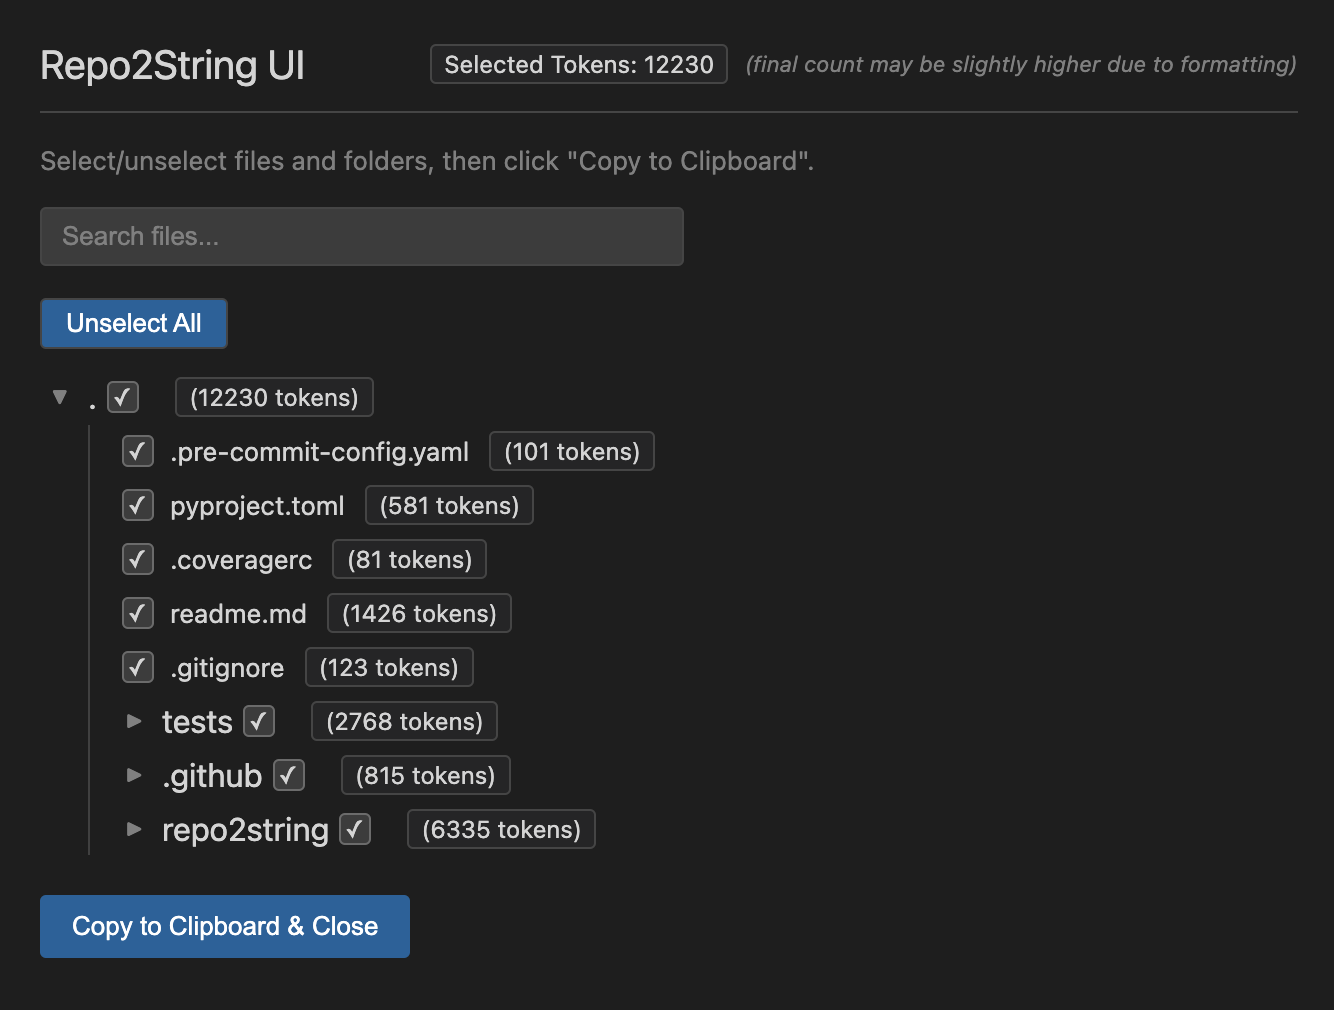 Repo2String UI
Selected Tokens: 12230
(final count may be slightly higher due to formatting)
Select/unselect files and folders, then click "Copy to Clipboard".
Search files...
Unselect All
. (12230 tokens)
.pre-commit-config.yaml (101 tokens)
pyproject.toml (581 tokens)
.coveragerc (81 tokens)
readme.md (1426 tokens)
.gitignore (123 tokens)
tests (2768 tokens)
.github (815 tokens)
repo2string (6335 tokens)
Copy to Clipboard & Close